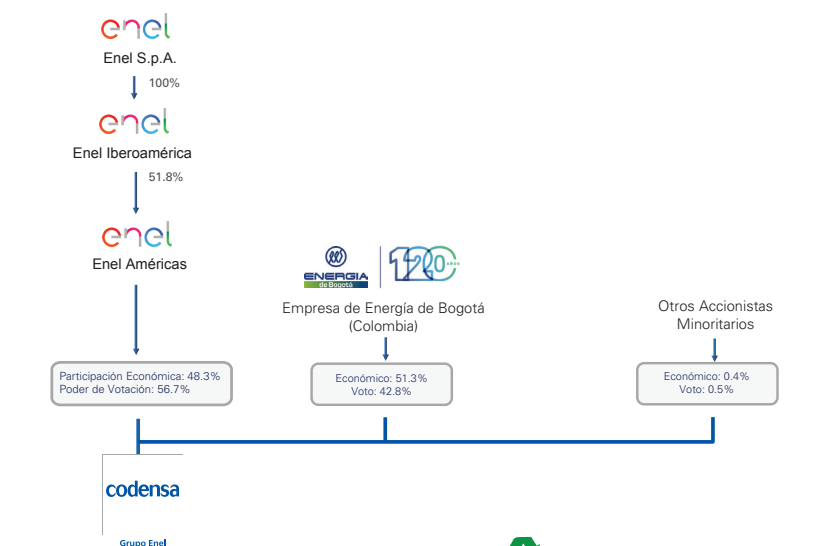 enel
Enel S.p.A.
100%
enel
Enel Iberoamérica
51.8%
enel
Enel Américas
ENERGIA
de Bogotá
120
Empresa de Energía de Bogotá
(Colombia)
Otros Accionistas
Minoritarios
Participación Económica: 48.3%
Poder de Votación: 56.7%
Económico: 51.3%
Voto: 42.8%
Económico: 0.4%
Voto: 0.5%
codensa
Grupo Enel